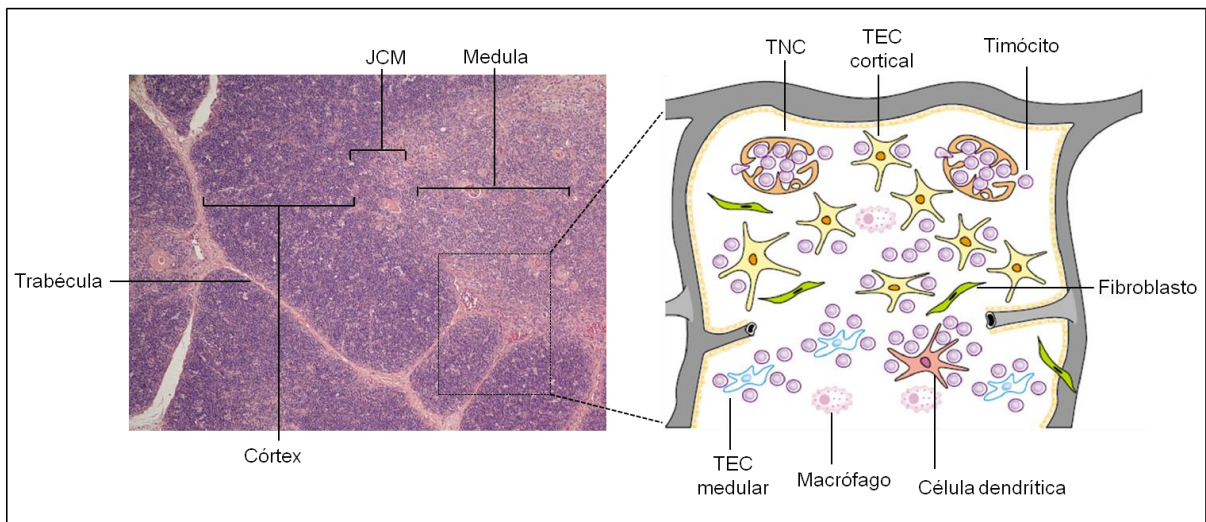 JCM
Medula
Trabécula
Córtex
TNC
TEC
cortical
Timócito
Fibroblasto
TEC
medular
Macrófago
Célula dendrítica